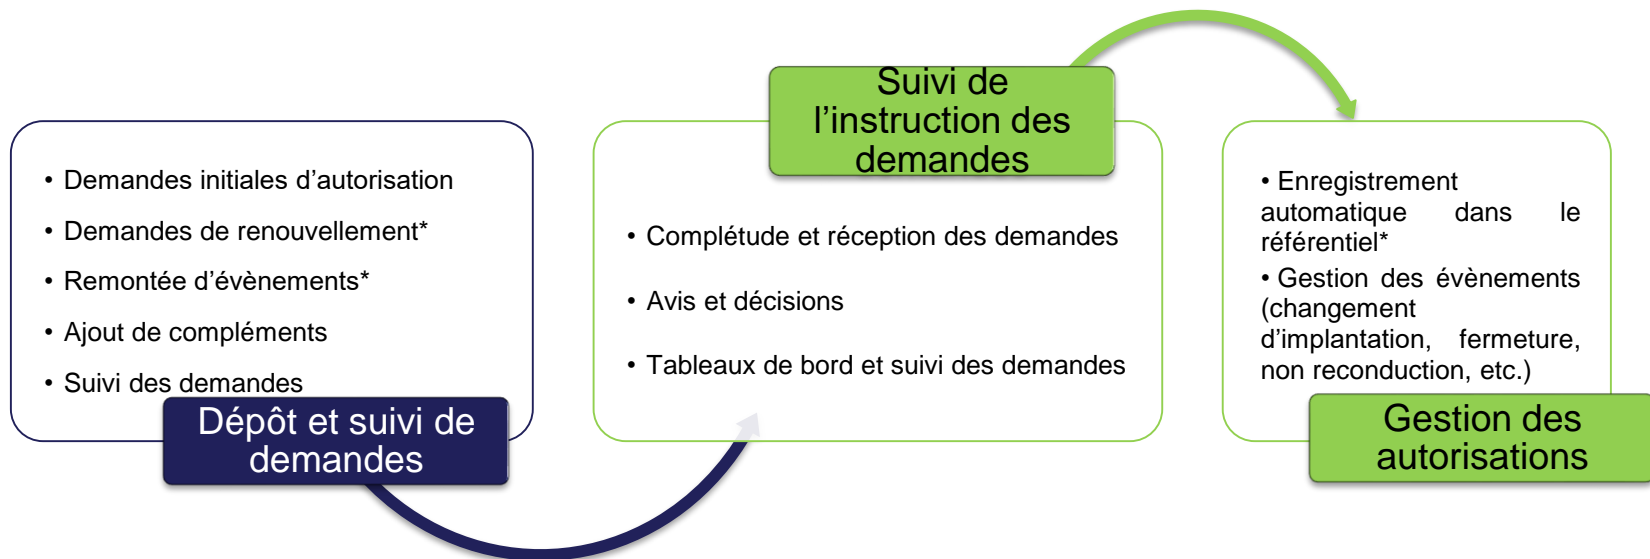 • Demandes initiales d’autorisation
• Demandes de renouvellement*
• Remontée d’évènements*
• Ajout de compléments
• Suivi des demandes
Dépôt et suivi de
demandes
Suivi de
l’instruction des
demandes
• Complétude et réception des demandes
• Avis et décisions
• Tableaux de bord et suivi des demandes
• Enregistrement
automatique dans le
référentiel*
• Gestion des évènements
(changement
d’implantation, fermeture,
non reconduction, etc.)
Gestion des
autorisations